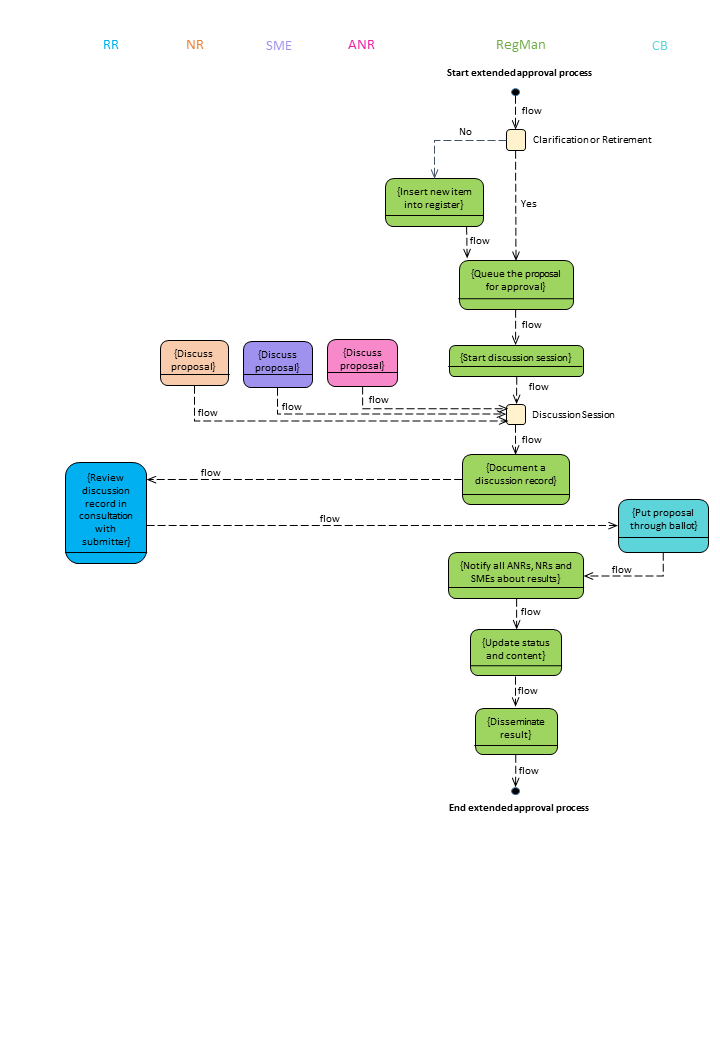 RR NR SME ANR RegMan CB
Start extended approval process
flow
No
Clarification or Retirement
{Insert new item
into register}
Yes
flow
{Queue the proposal
for approval}
flow
{Discuss
proposal}
{Discuss
proposal}
{Discuss
proposal}
{Start discussion session}
flow
flow
flow
flow
Discussion Session
flow
{Document a
discussion record}
flow
{Review
discussion
record in
consultation
with
submitter}
flow
{Put proposal
through ballot}
flow
{Notify all ANRs, NRs and
SMEs about results}
flow
{Update status
and content}
flow
{Disseminate
result}
flow
End extended approval process